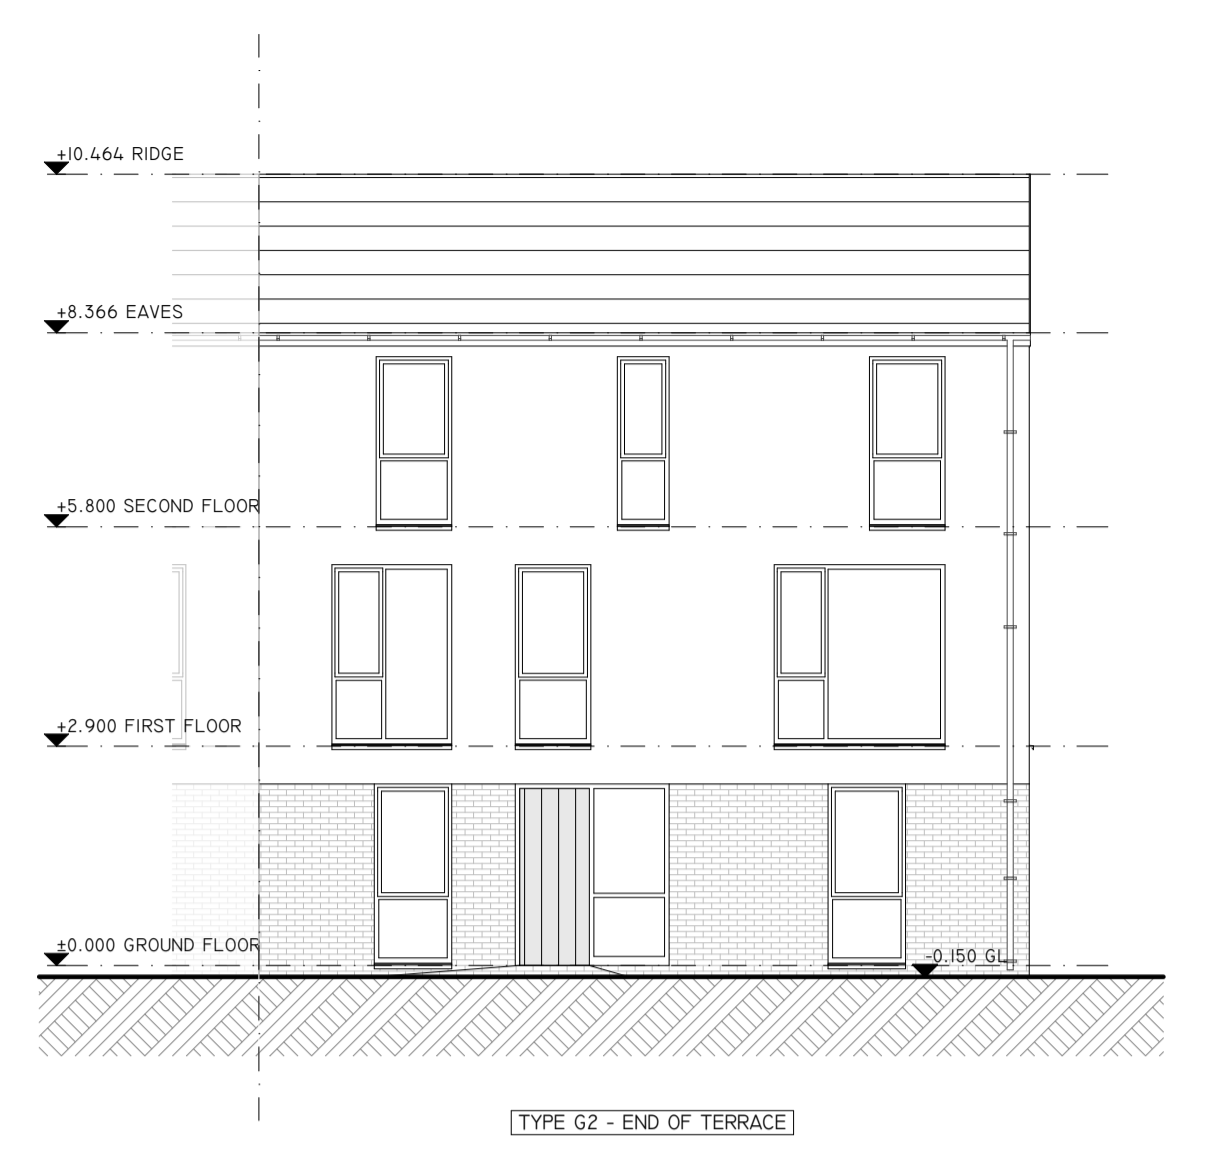 +10.464 RIDGE
+8.366 EAVES
+5.800 SECOND FLOOR
+2.900 FIRST FLOOR
±0.000 GROUND FLOOR
-0.150 GL
TYPE G2 - END OF TERRACE